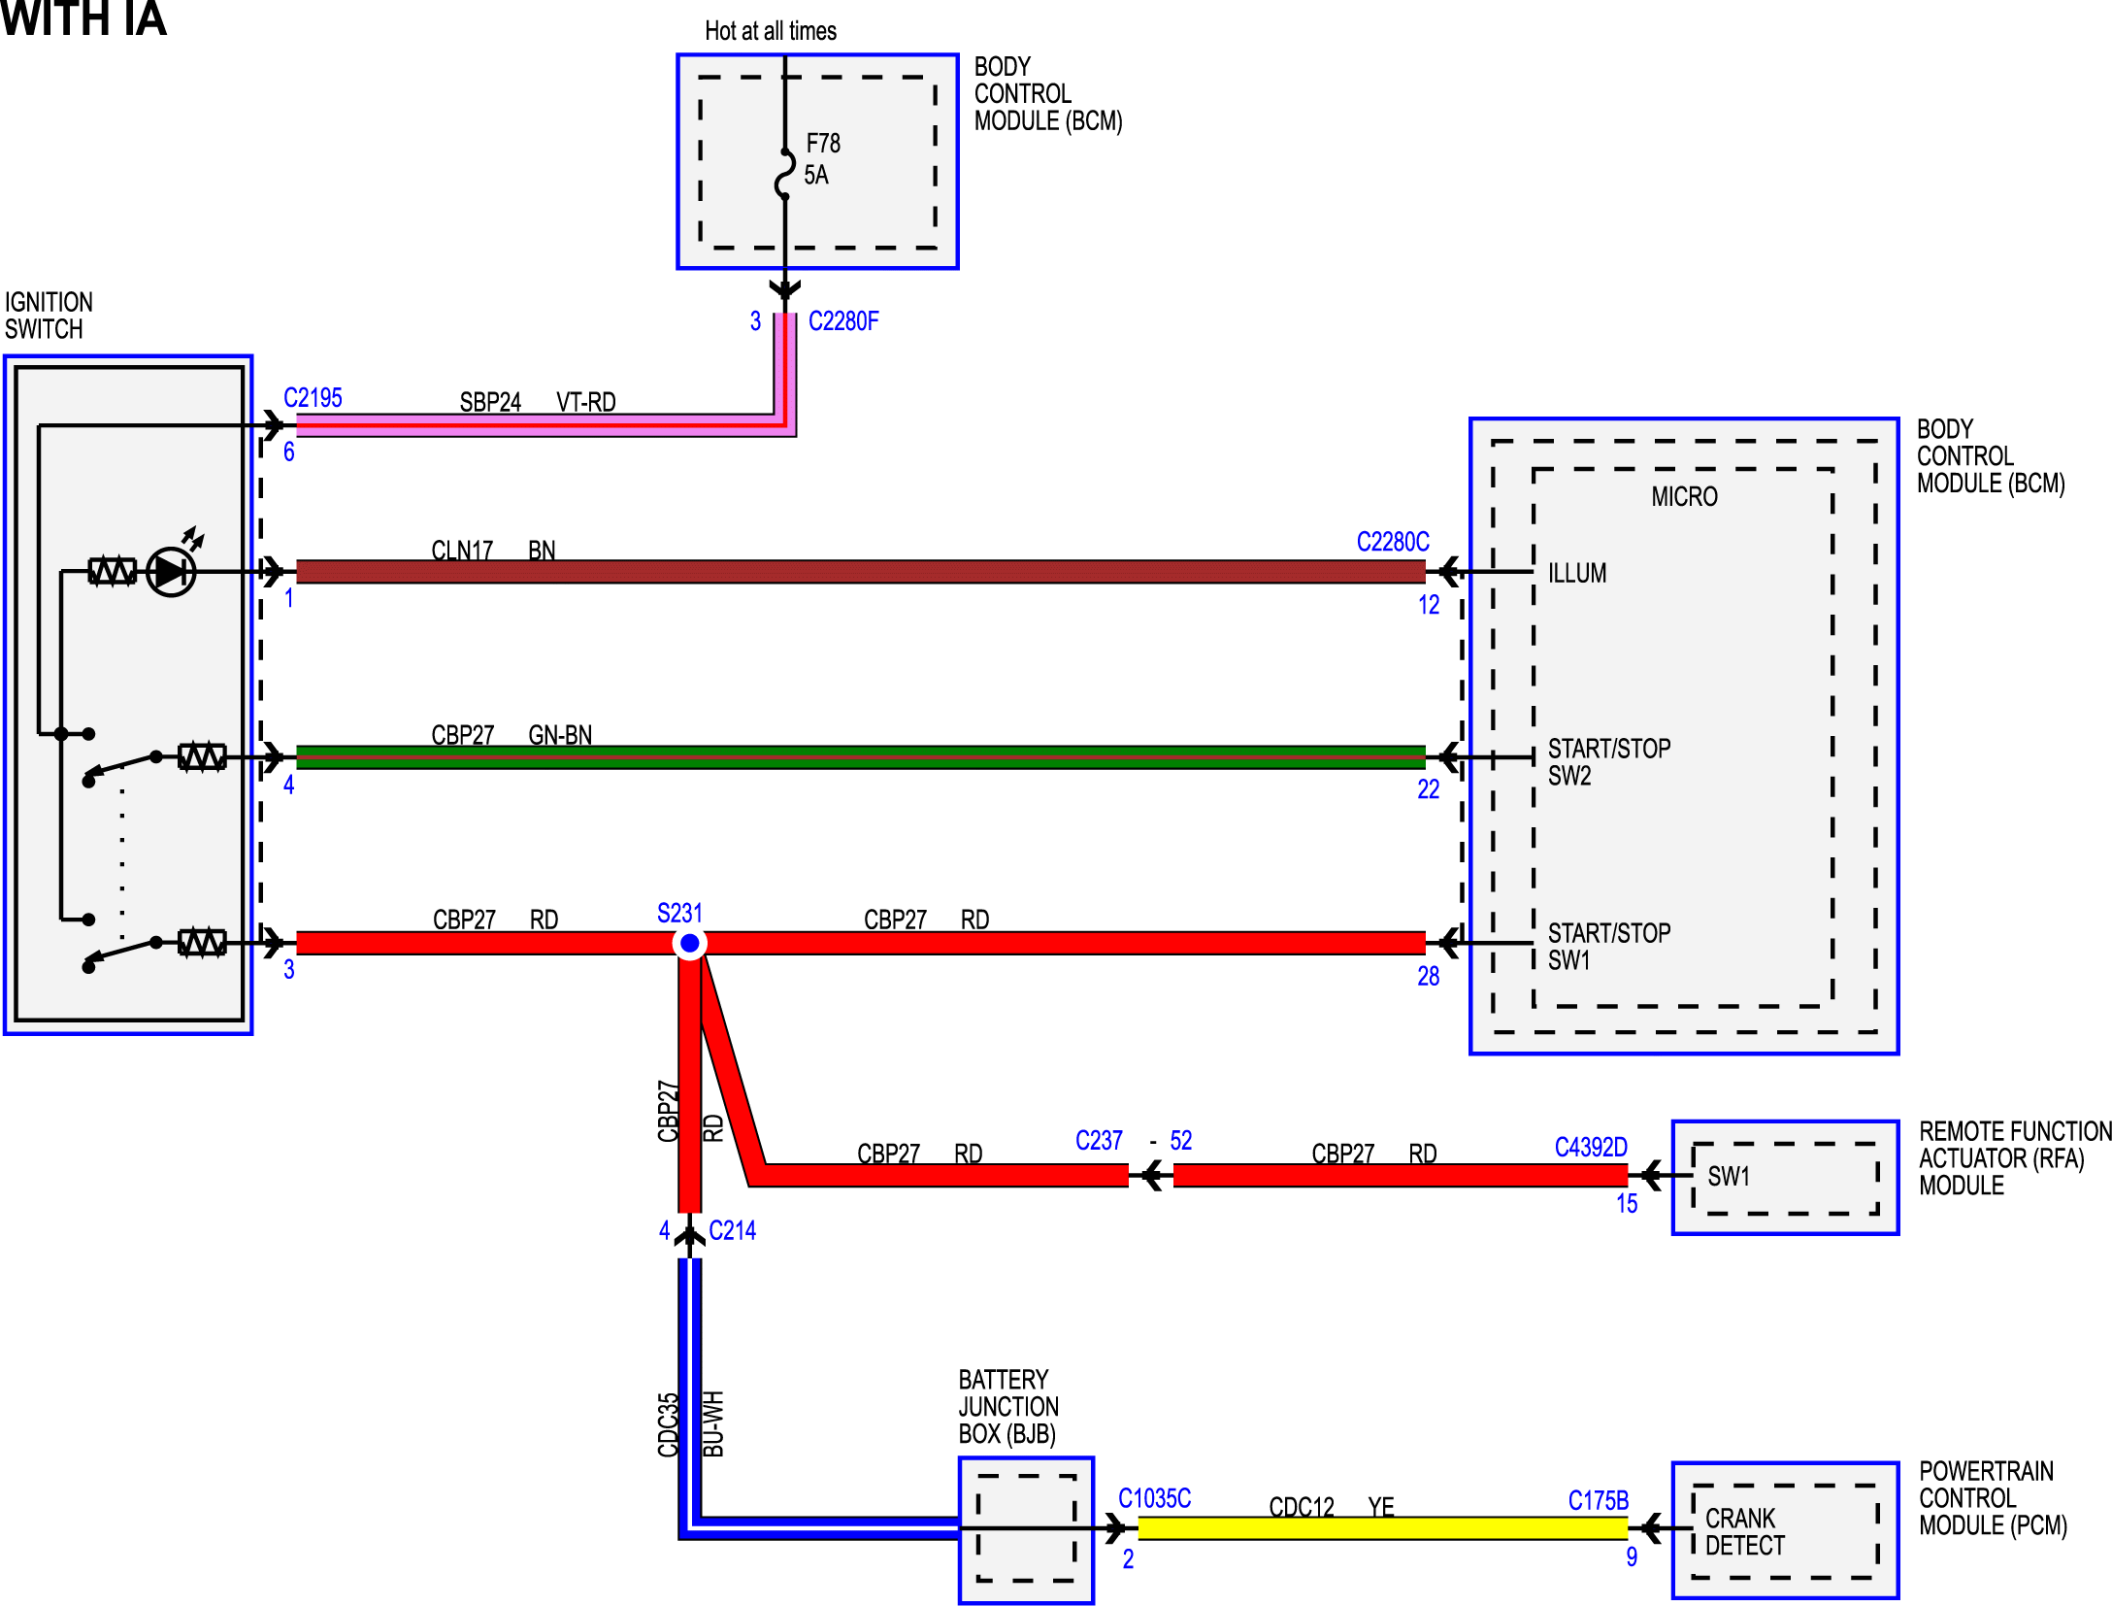 WITH IA
Hot at all times
BODY
CONTROL
MODULE (BCM)
F78
5A
3 C2280F
IGNITION
SWITCH
C2195
SBP24 VT-RD
6
BODY
CONTROL
MODULE (BCM)
MICRO
CLN17 BN
C2280C
1
12
ILLUM
CBP27 GN-BN
4
22
START/STOP
SW2
CBP27 RD
S231
CBP27 RD
3
28
START/STOP
SW1
CBP27
RD
CBP27 RD
C237 - 52
CBP27 RD
C4392D
15
SW1
REMOTE FUNCTION
ACTUATOR (RFA)
MODULE
4 C214
CDC35
BU-WH
BATTERY
JUNCTION
BOX (BJB)
C1035C
2
CDC12 YE
C175B
9
CRANK
DETECT
POWERTRAIN
CONTROL
MODULE (PCM)